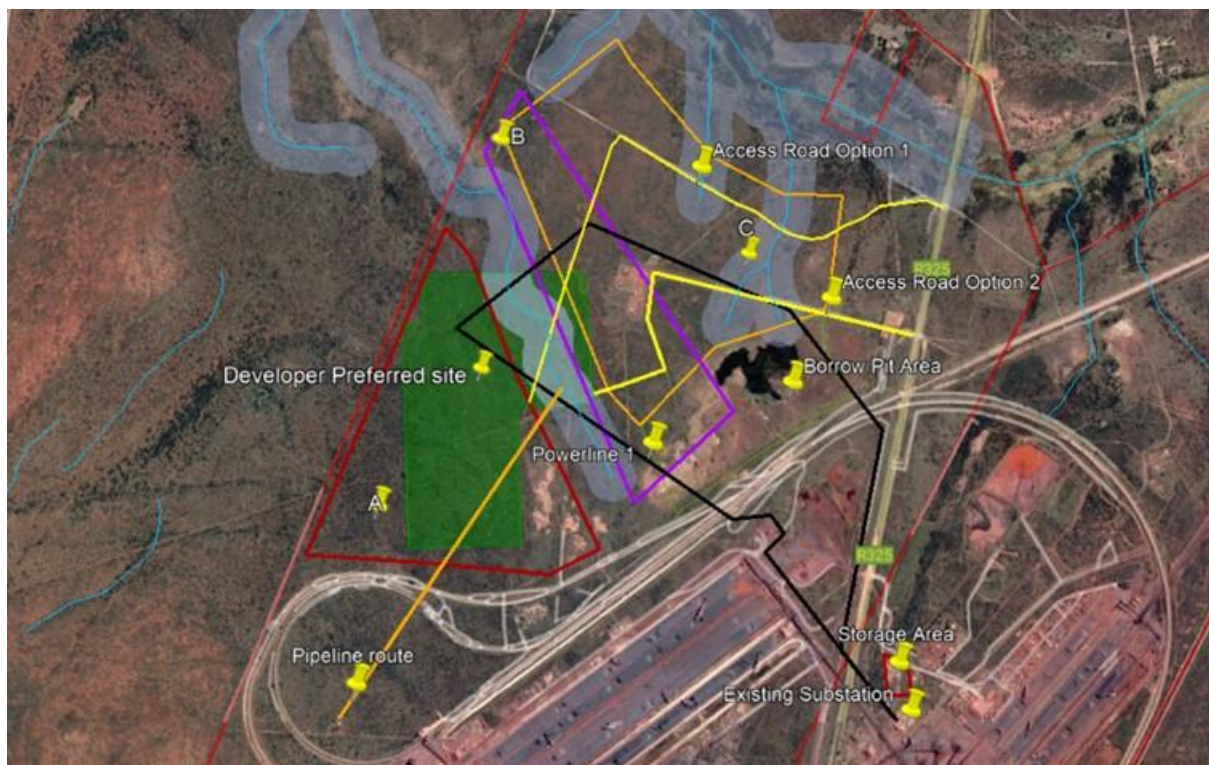 B
Access Road Option 1
C
R325
Access Road Option 2
Developer Preferred site
Borrow Pit Area
Powerline 1
A
R325
Storage Area
Pipeline route
Existing Substation